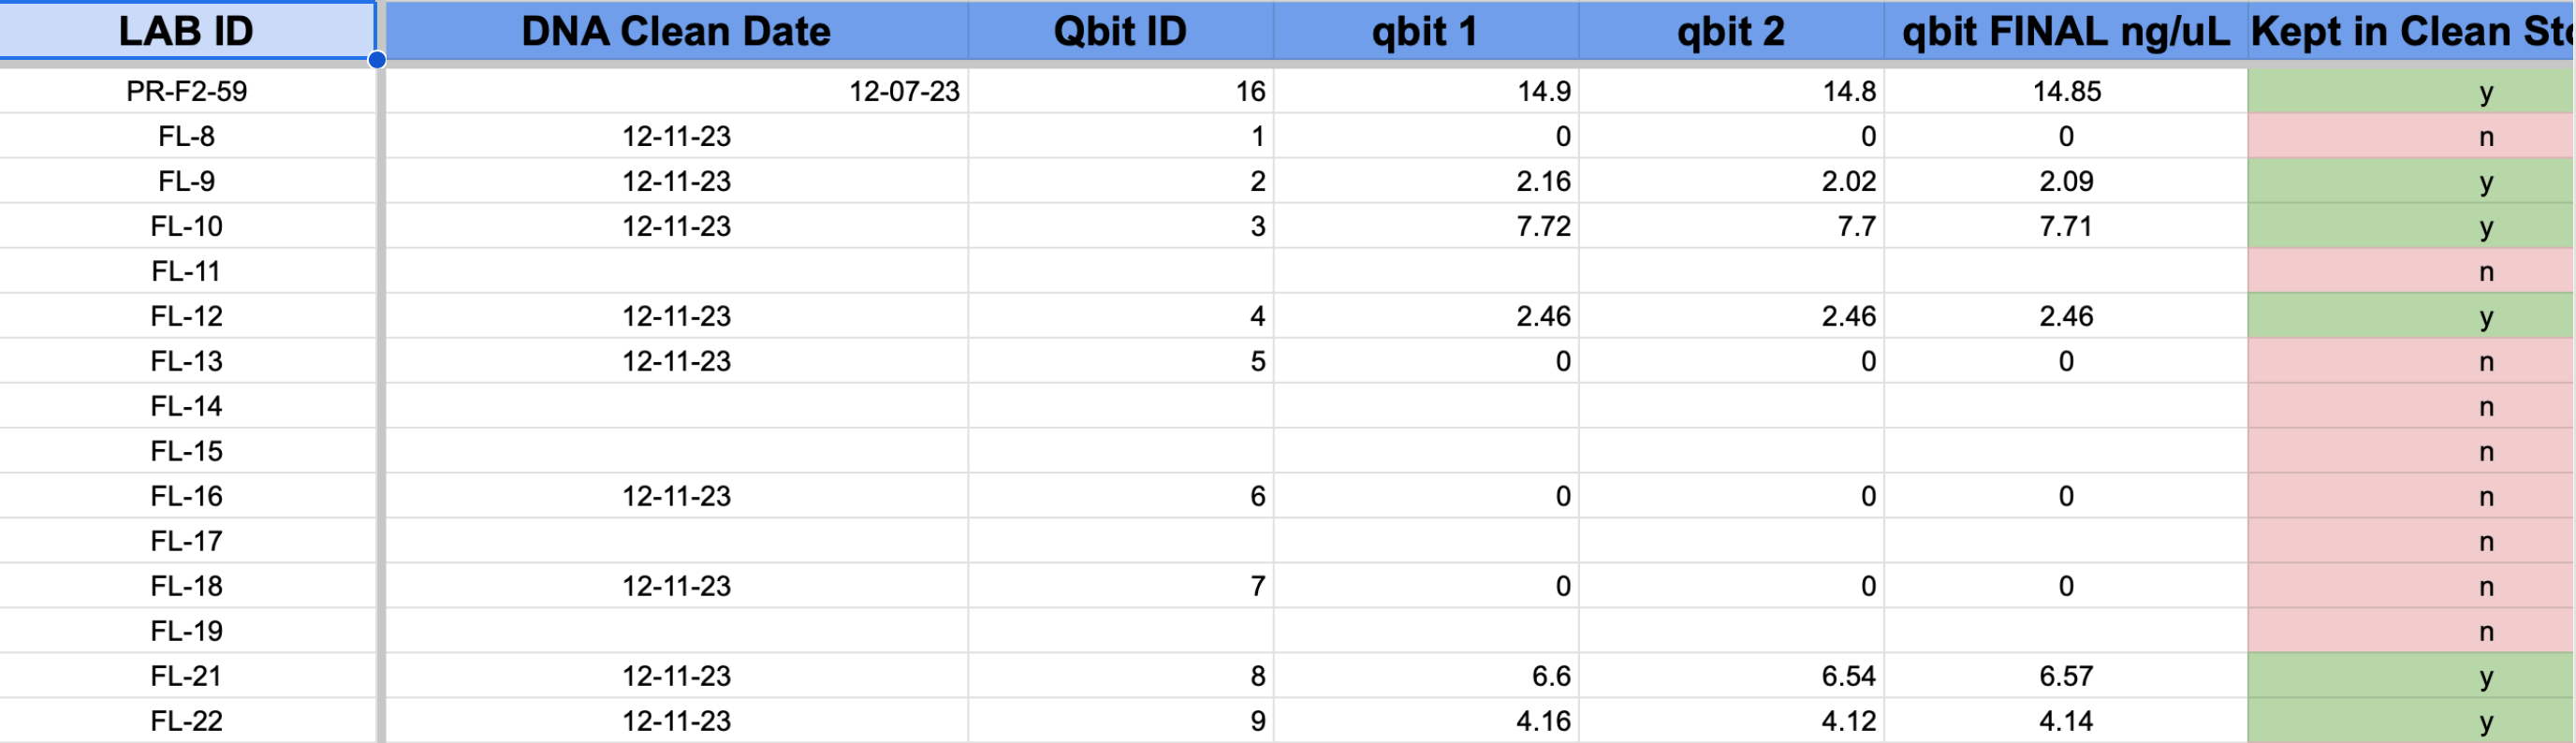 LAB ID DNA Clean Date Qbit ID qbit 1 qbit 2 qbit FINAL ng/uL Kept in Clean
PR-F2-59 12-07-23 16 14.9 14.8 14.85 y
FL-8 12-11-23 1 0 0 0 n
FL-9 12-11-23 2 2.16 2.02 2.09 y
FL-10 12-11-23 3 7.72 7.7 7.71 y
FL-11 n
FL-12 12-11-23 4 2.46 2.46 2.46 y
FL-13 12-11-23 5 0 0 0 n
FL-14 n
FL-15 n
FL-16 12-11-23 6 0 0 0 n
FL-17 n
FL-18 12-11-23 7 0 0 0 n
FL-19 n
FL-21 12-11-23 8 6.6 6.54 6.57 y
FL-22 12-11-23 9 4.16 4.12 4.14 y